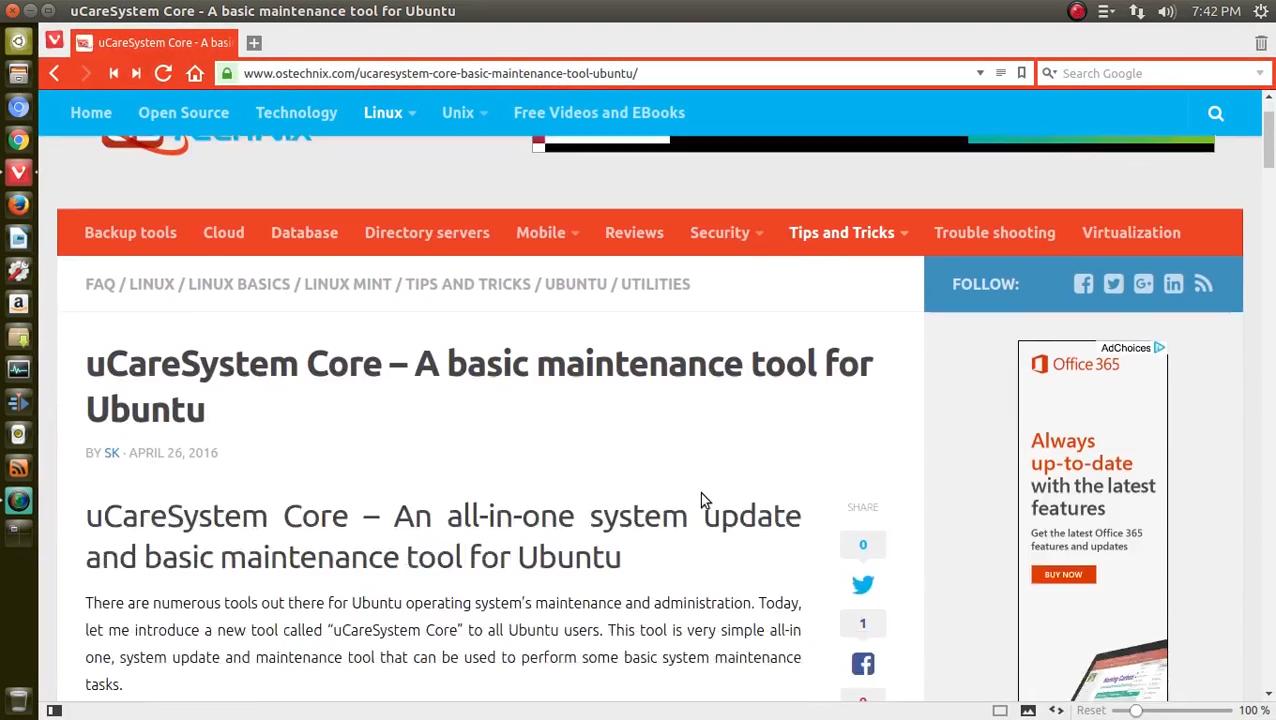 uCareSystem Core - A basic maintenance tool for Ubuntu
7:42 PM
uCareSystem Core - A basi
www.ostechnix.com/ucaresystem-core-basic-maintenance-tool-ubuntu/
Search Google
Home Open Source Technology Linux Unix Free Videos and EBooks
Backup tools Cloud Database Directory servers Mobile Reviews Security Tips and Tricks Trouble shooting Virtualization
FAQ / LINUX / LINUX BASICS / LINUX MINT / TIPS AND TRICKS / UBUNTU / UTILITIES
FOLLOW:
uCareSystem Core – A basic maintenance tool for
Ubuntu
BY SK · APRIL 26, 2016
uCareSystem Core – An all-in-one system update
and basic maintenance tool for Ubuntu
There are numerous tools out there for Ubuntu operating system's maintenance and administration. Today,
let me introduce a new tool called “uCareSystem Core” to all Ubuntu users. This tool is very simple all-in
one, system update and maintenance tool that can be used to perform some basic system maintenance
tasks.
SHARE
0
1
AdChoices
Office 365
Always
up-to-date
with the latest
features
Get the latest Office 365
features and updates
BUY NOW
Reset
100 %